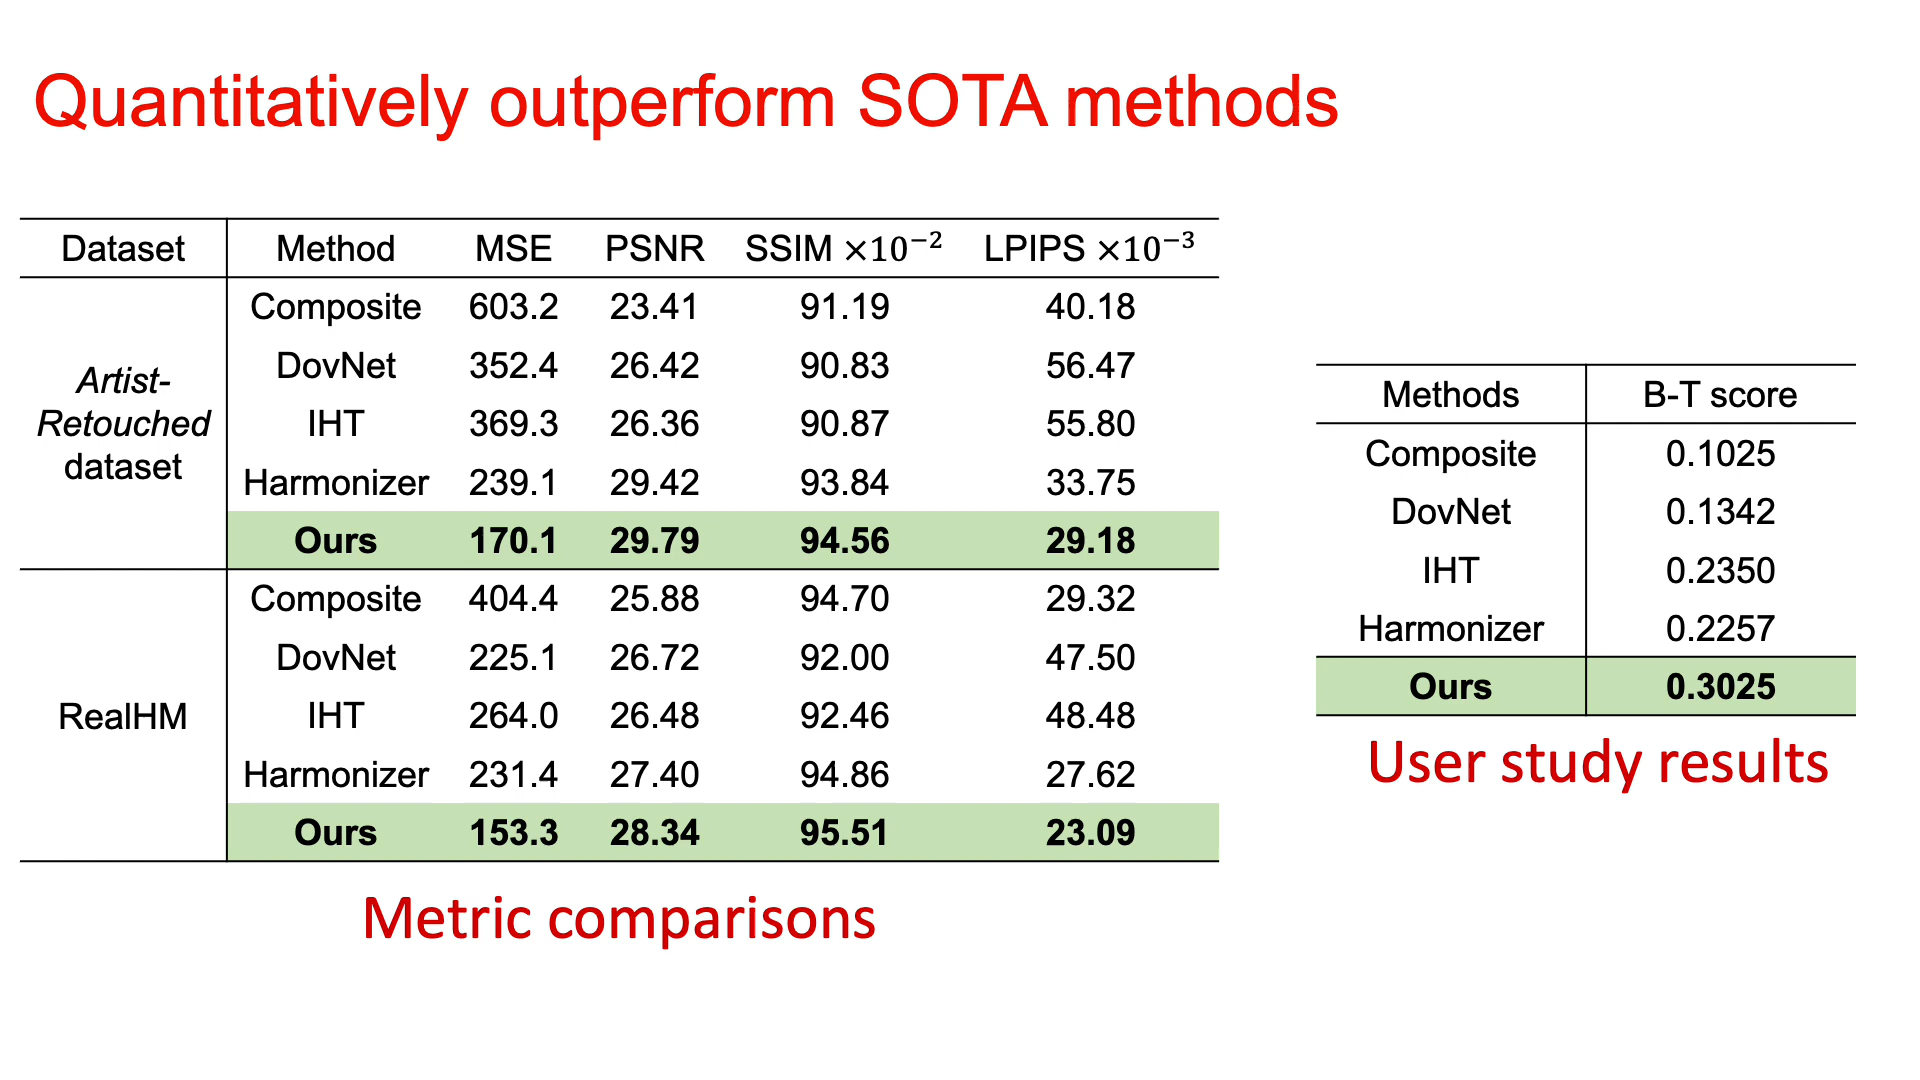 Quantitatively outperform SOTA methods
Dataset Method MSE PSNR SSIM ×10⁻² LPIPS ×10⁻³
Artist-
Retouched
dataset
Composite 603.2 23.41 91.19 40.18
DovNet 352.4 26.42 90.83 56.47
IHT 369.3 26.36 90.87 55.80
Harmonizer 239.1 29.42 93.84 33.75
Ours 170.1 29.79 94.56 29.18
RealHM
Composite 404.4 25.88 94.70 29.32
DovNet 225.1 26.72 92.00 47.50
IHT 264.0 26.48 92.46 48.48
Harmonizer 231.4 27.40 94.86 27.62
Ours 153.3 28.34 95.51 23.09
Metric comparisons
Methods B-T score
Composite 0.1025
DovNet 0.1342
IHT 0.2350
Harmonizer 0.2257
Ours 0.3025
User study results